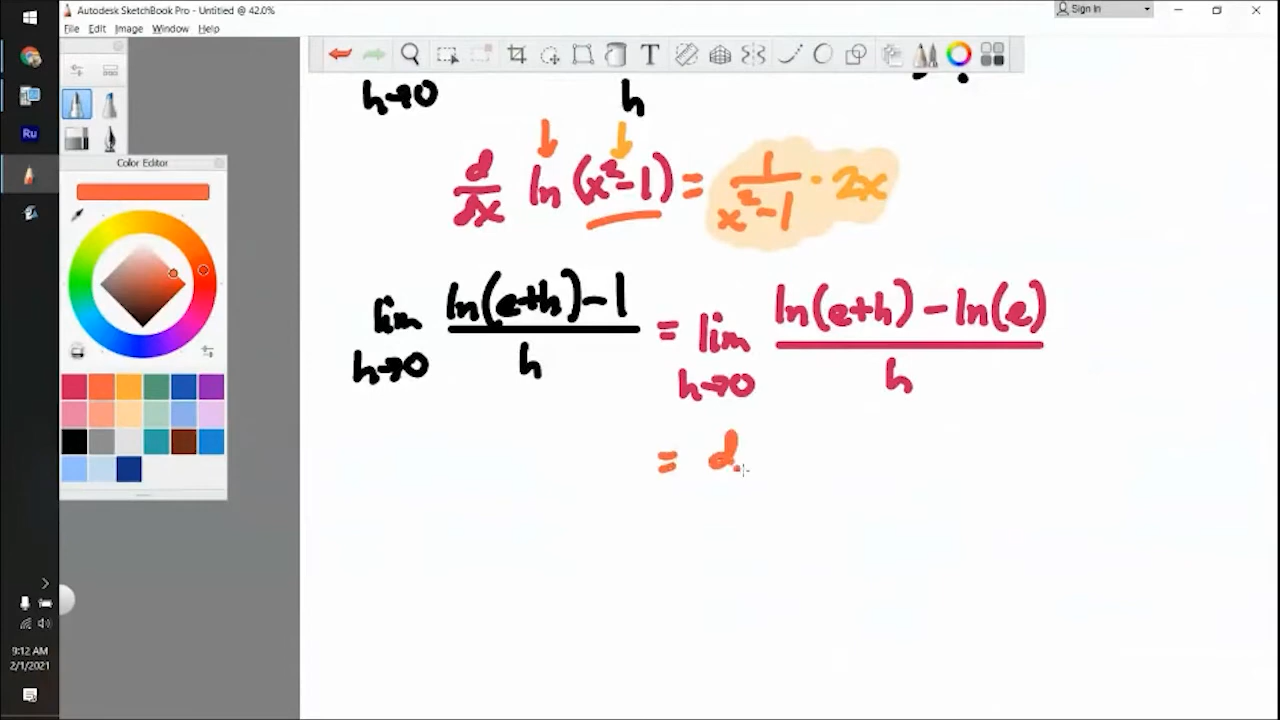 Autodesk SketchBook Pro - Untitled @ 42.0%
Sign In
File Edit Image Window Help
T
h→0 h
Ru
Color Editor
d/dx ln (x²-1) = 1/(x²-1) · 2x
lim h→0 (ln(e+h)-1)/h = lim h→0 (ln(e+h)-ln(e))/h
= d
9:12 AM
2/1/2021